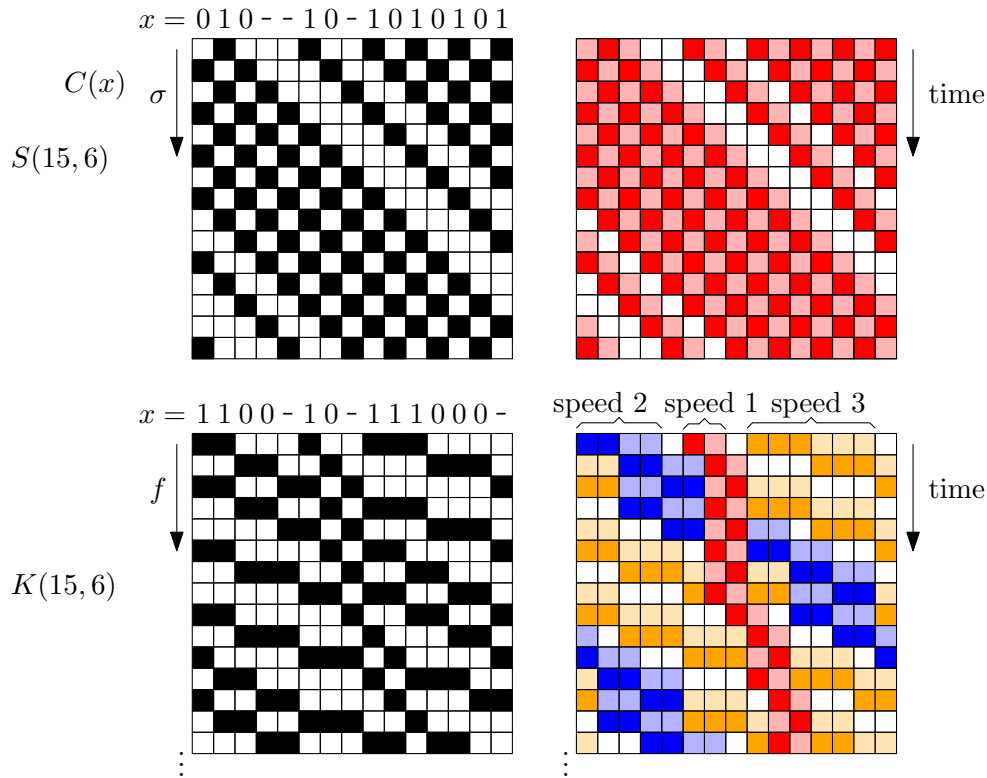 x = 0 1 0 - - 1 0 - 1 0 1 0 1 0 1
C(x)
σ
time
S(15, 6)
x = 1 1 0 0 - 1 0 - 1 1 1 0 0 0 -
speed 2 speed 1 speed 3
f
time
K(15, 6)
⋮ ⋮